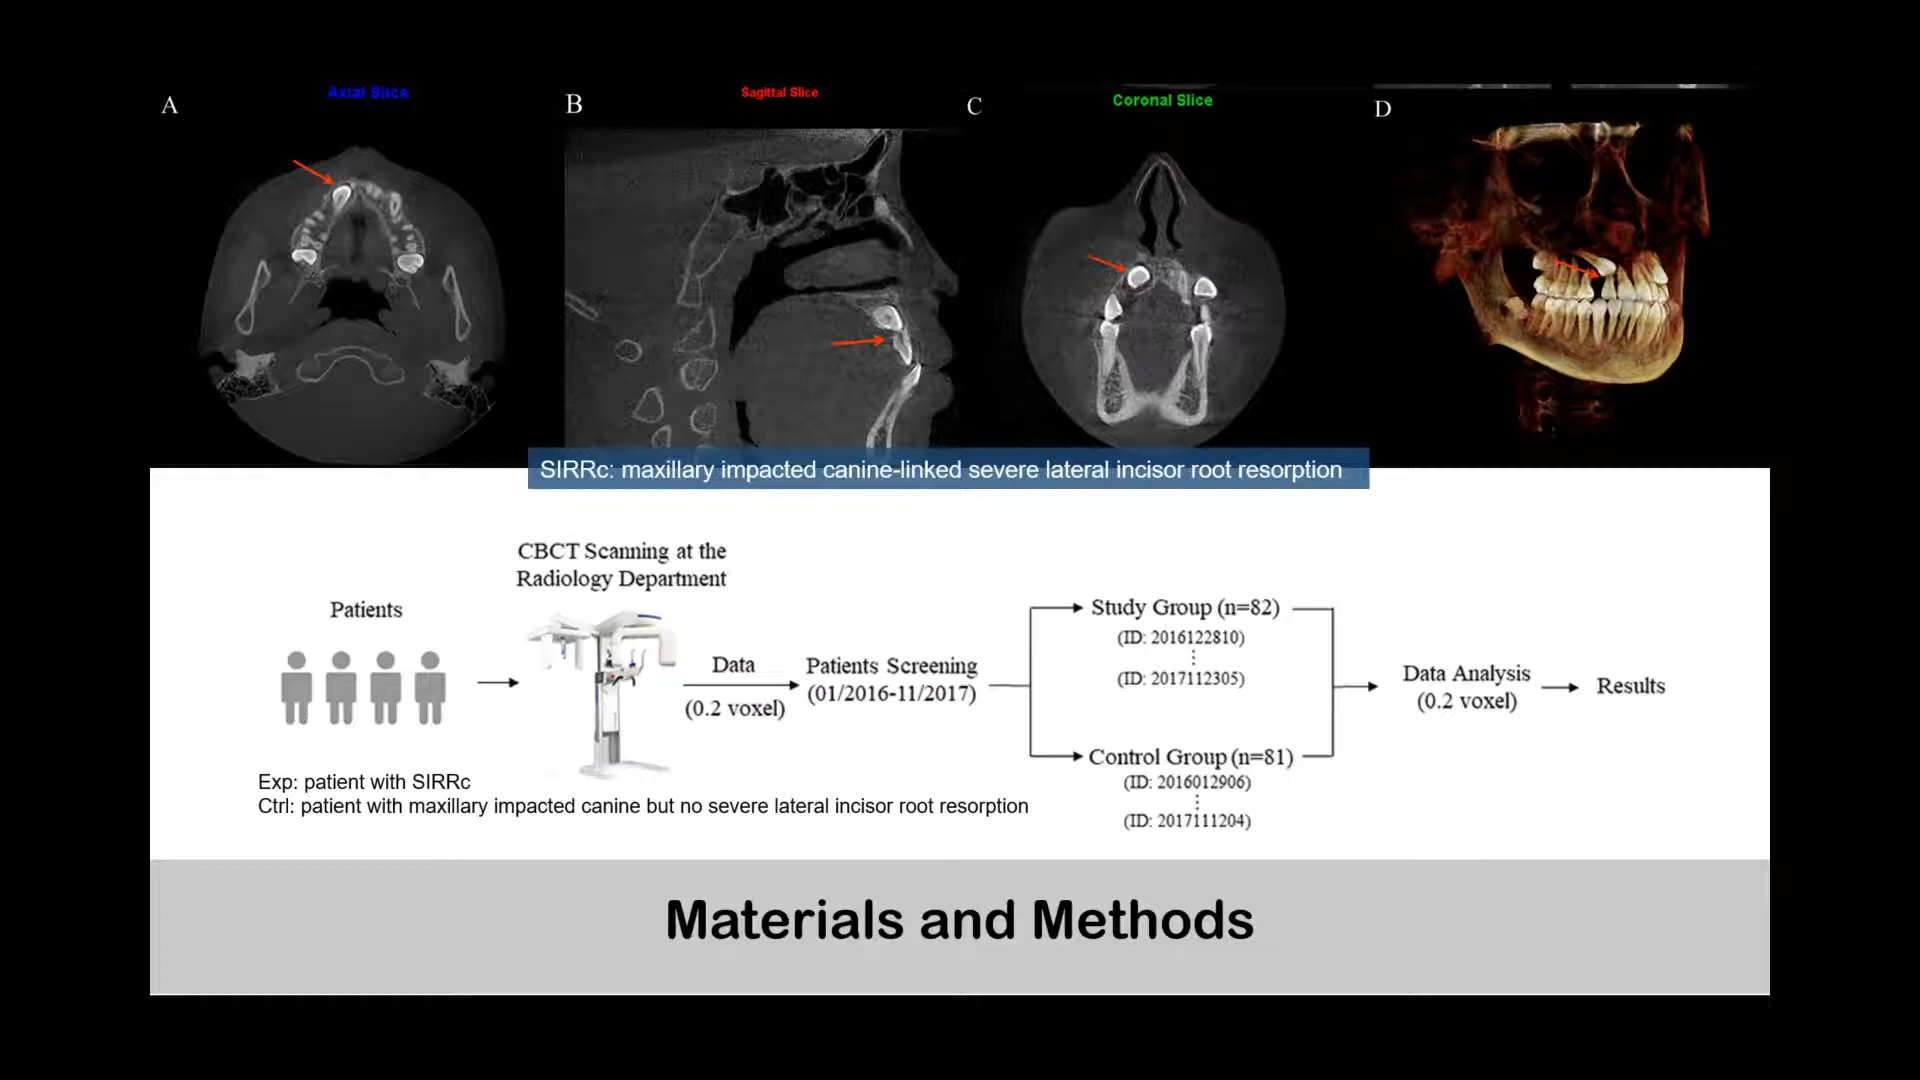 A
Axial Slice
B
Sagittal Slice
C
Coronal Slice
D
SIRRc: maxillary impacted canine-linked severe lateral incisor root resorption
Patients
CBCT Scanning at the
Radiology Department
Data
(0.2 voxel)
Patients Screening
(01/2016-11/2017)
Study Group (n=82)
(ID: 2016122810)
(ID: 2017112305)
Control Group (n=81)
(ID: 2016012906)
(ID: 2017111204)
Data Analysis
(0.2 voxel)
Results
Exp: patient with SIRRc
Ctrl: patient with maxillary impacted canine but no severe lateral incisor root resorption
Materials and Methods